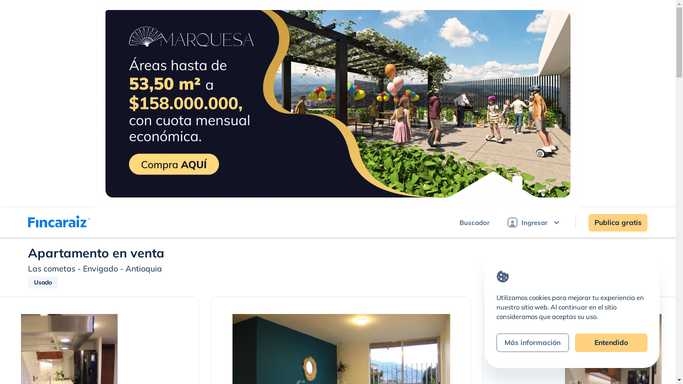 MARQUESA
Áreas hasta de
53,50 m² a
$158.000.000,
con cuota mensual
económica.
Compra AQUÍ
Fincaraiz
Buscador
Ingresar
Publica gratis
Apartamento en venta
Las cometas - Envigado - Antioquia
Usado
Utilizamos cookies para mejorar tu experiencia en
nuestro sitio web. Al continuar en el sitio
consideramos que aceptas su uso.
Más información
Entendido